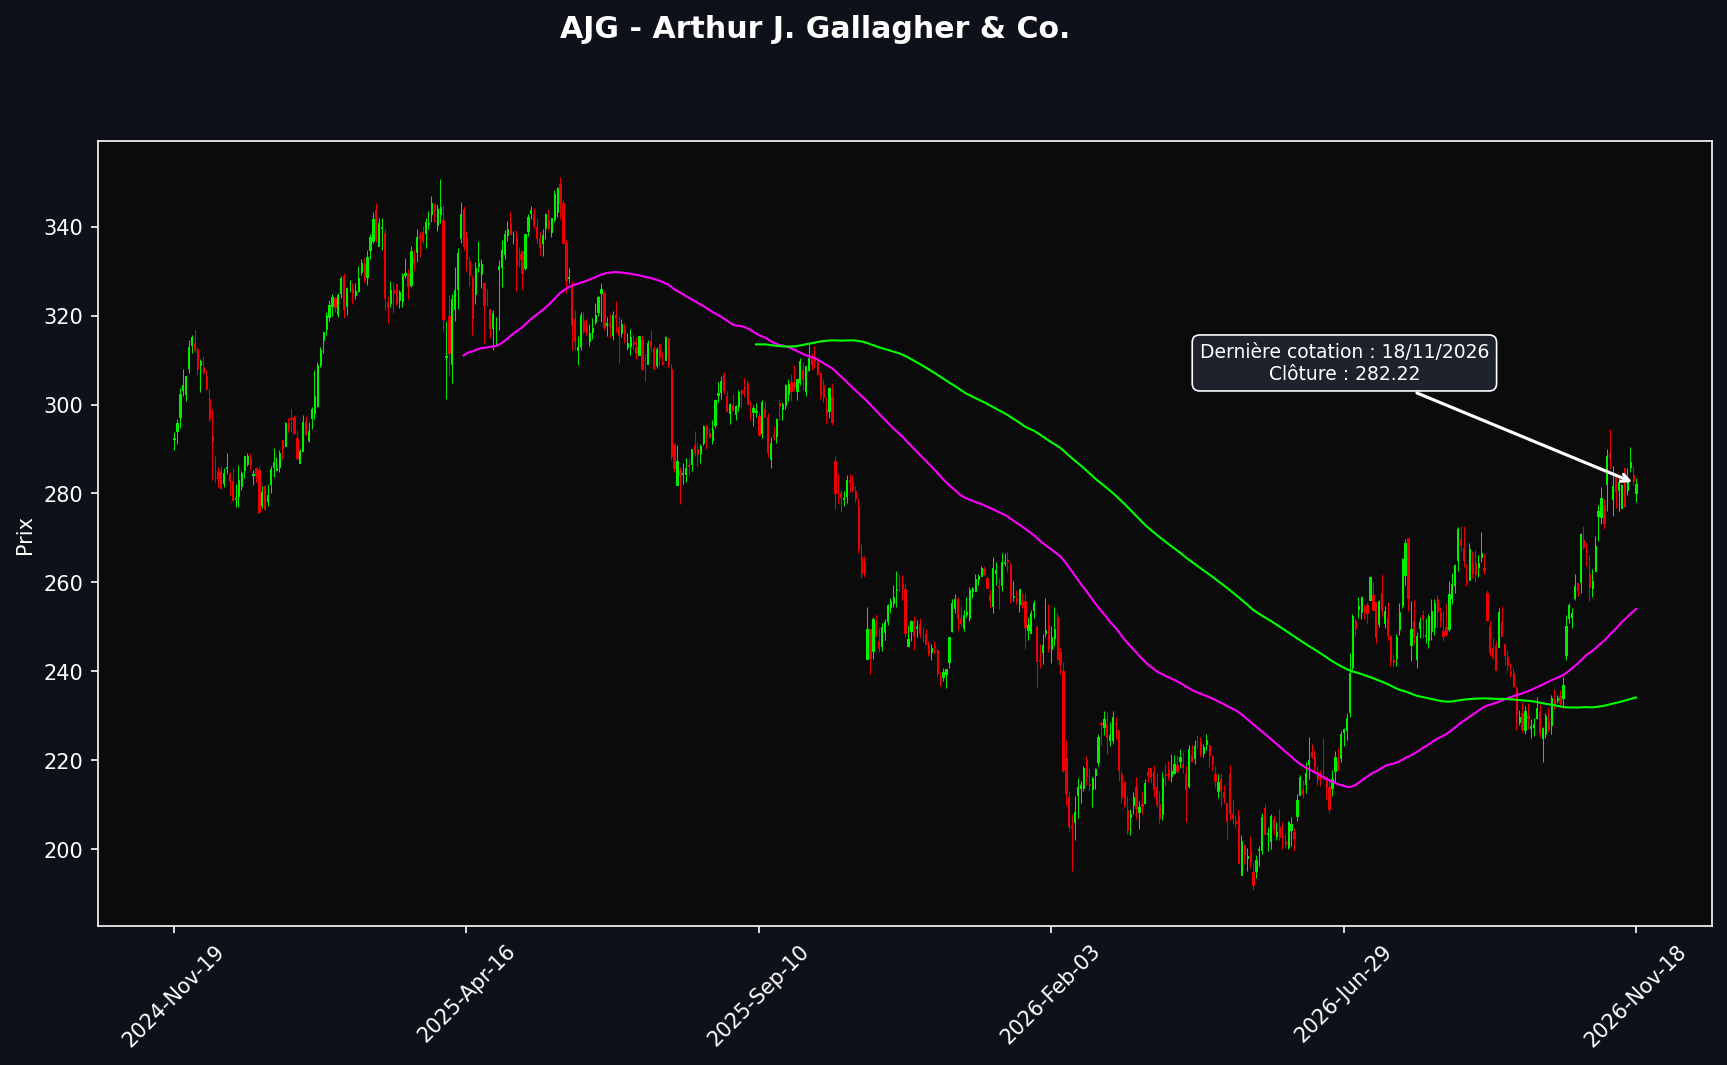 AJG - Arthur J. Gallagher & Co.
Prix
340
320
300
280
260
240
220
200
Dernière cotation : 18/11/2026
Clôture : 282.22
2024-Nov-19
2025-Apr-16
2025-Sep-10
2026-Feb-03
2026-Jun-29
2026-Nov-18